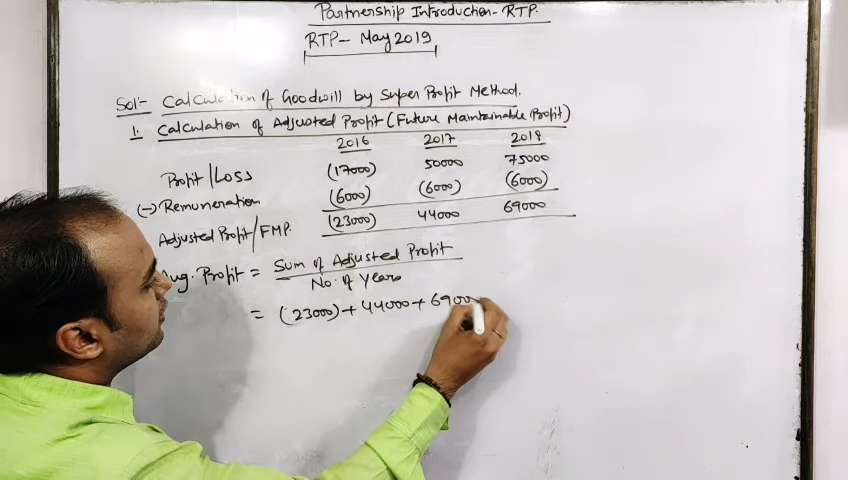 Partnership Introduction - RTP.
RTP - May 2019
Sol:- Calculation of Goodwill by Super Profit Method.
1. Calculation of Adjusted Profit (Future Maintainable Profit)
2016 2017 2019
Profit/Loss (17000) 50000 75000
(-) Remuneration (6000) (6000) (6000)
Adjusted Profit/FMP. (23000) 44000 69000
Avg. Profit = Sum of Adjusted Profit
No. of Years
= (23000) + 44000 + 6900